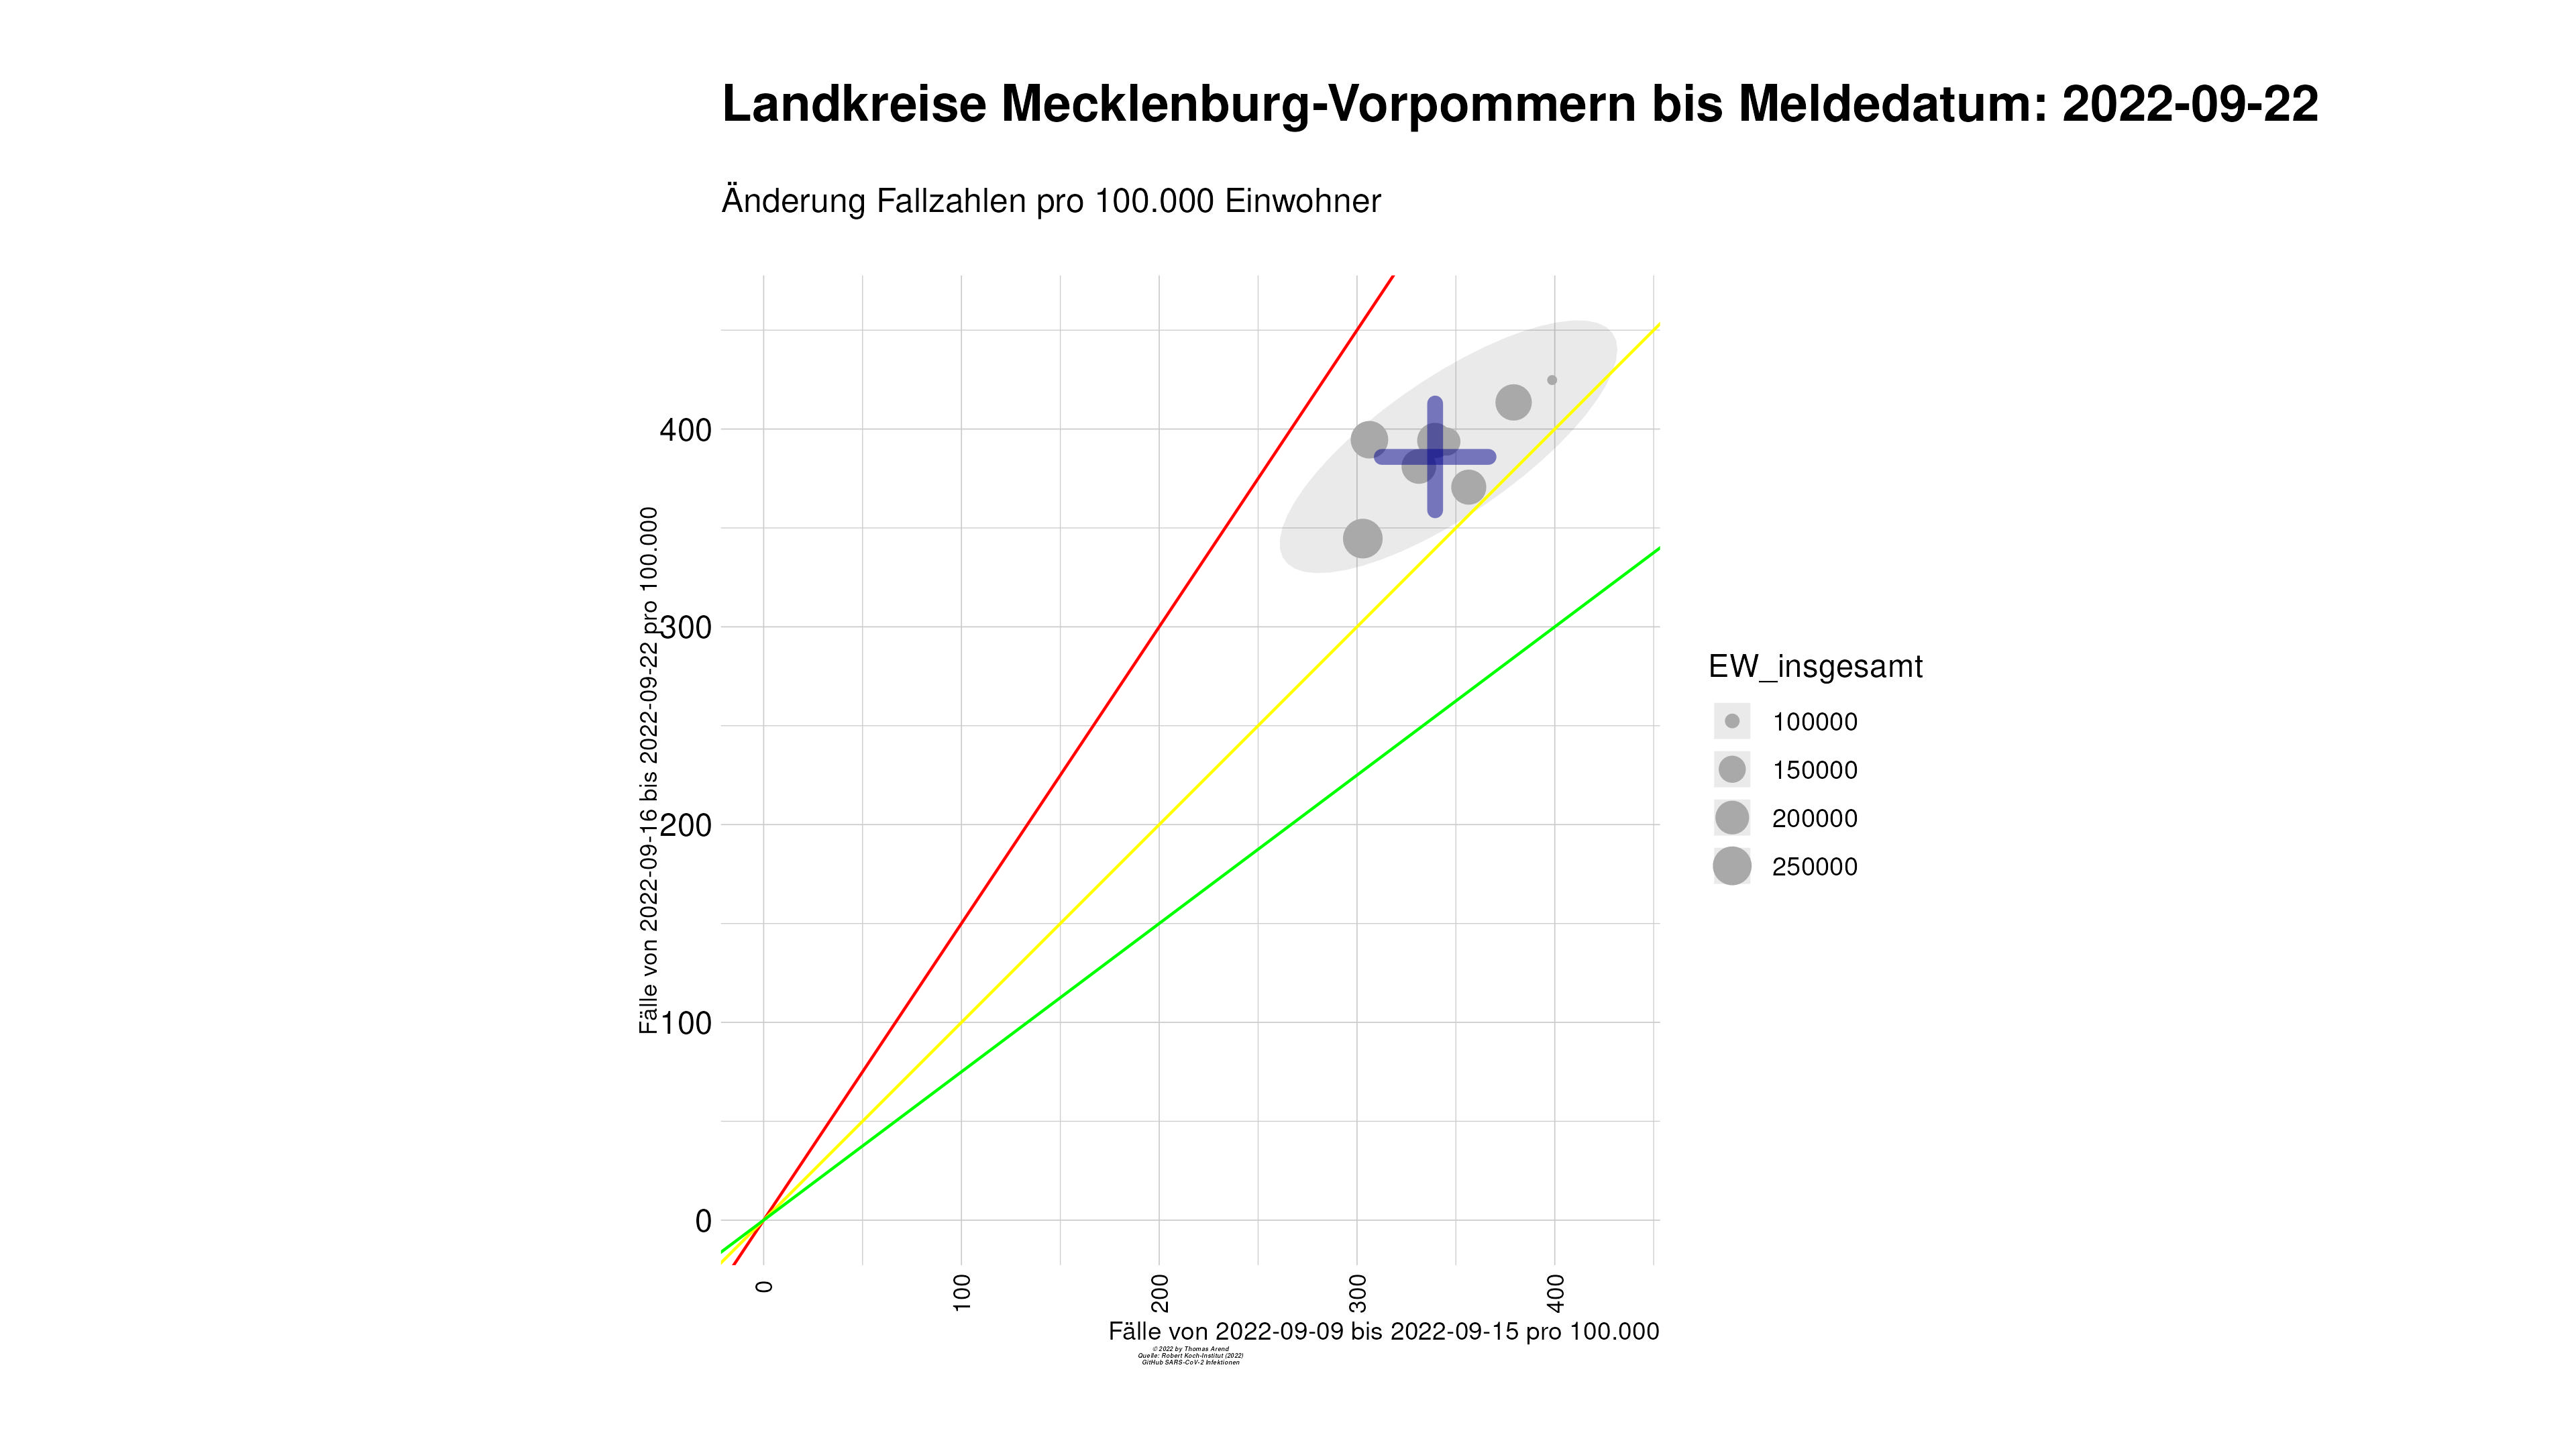 Landkreise Mecklenburg-Vorpommern bis Meldedatum: 2022-09-22
Änderung Fallzahlen pro 100.000 Einwohner
Fälle von 2022-09-16 bis 2022-09-22 pro 100.000
400
300
200
100
0
0
100
200
300
400
Fälle von 2022-09-09 bis 2022-09-15 pro 100.000
© 2022 by Thomas Arend
Quelle: Robert Koch-Institut (2022)
GitHub SARS-CoV-2 Infektionen
EW_insgesamt
100000
150000
200000
250000